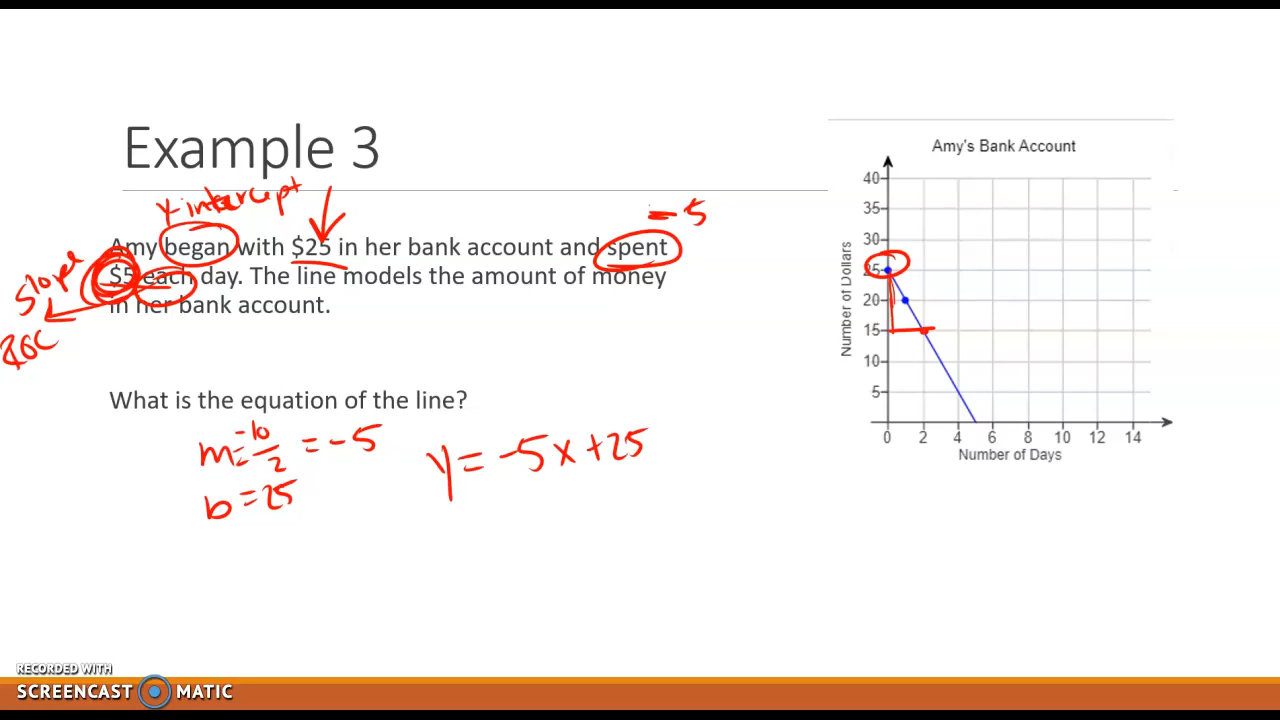 Example 3
Y-intercept
= 5
Amy began with $25 in her bank account and spent
$5 each day. The line models the amount of money
in her bank account.
Slope
ROC
What is the equation of the line?
m = -10/2 = -5
b = 25
y = -5x + 25
Amy's Bank Account
Number of Dollars
40
35
30
25
20
15
10
5
0 2 4 6 8 10 12 14
Number of Days
RECORDED WITH
SCREENCAST MATIC